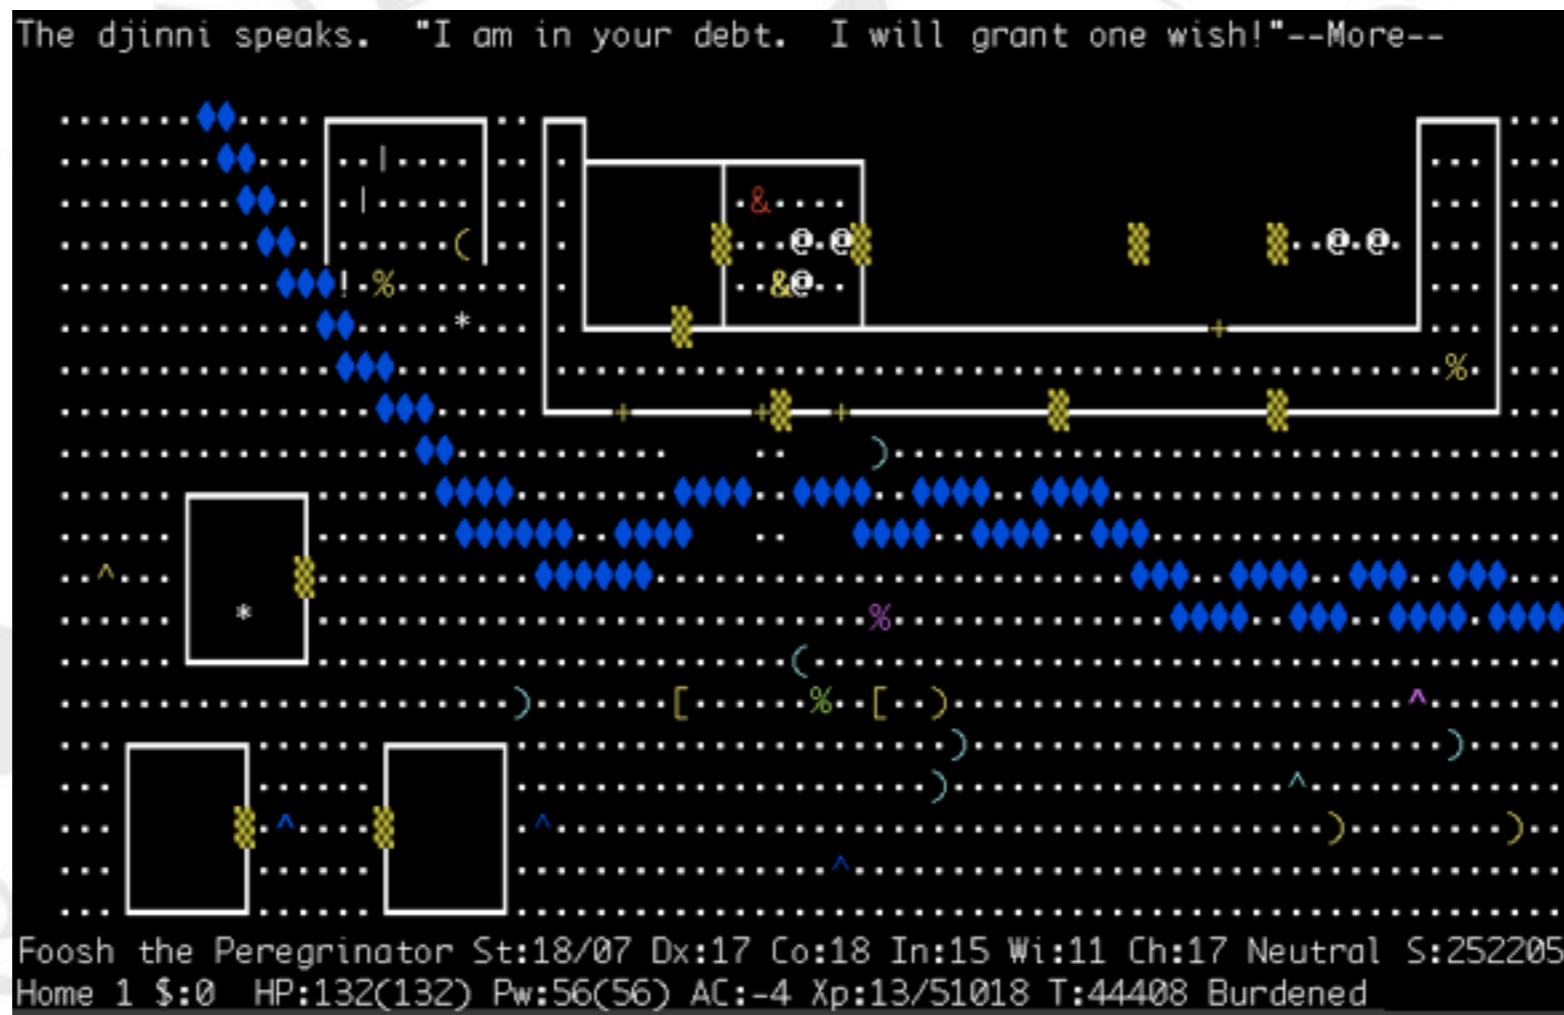 The djinni speaks.  "I am in your debt.  I will grant one wish!"--More--
Foosh the Peregrinator St:18/07 Dx:17 Co:18 In:15 Wi:11 Ch:17 Neutral S:252205
Home 1 $:0  HP:132(132) Pw:56(56) AC:-4 Xp:13/51018 T:44408 Burdened